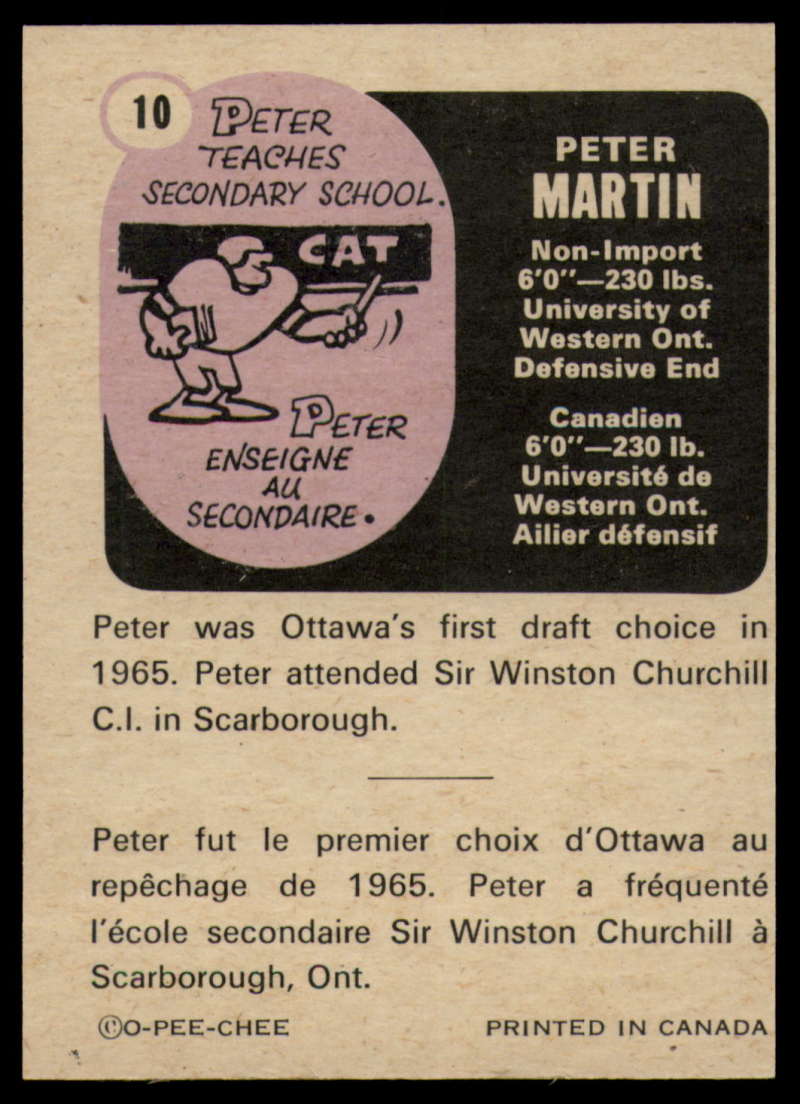 10
PETER
TEACHES
SECONDARY SCHOOL.
CAT
PETER
ENSEIGNE
AU
SECONDAIRE.
PETER
MARTIN
Non-Import
6'0"—230 lbs.
University of
Western Ont.
Defensive End
Canadien
6'0"—230 lb.
Université de
Western Ont.
Ailier défensif
Peter was Ottawa's first draft choice in
1965. Peter attended Sir Winston Churchill
C.I. in Scarborough.
Peter fut le premier choix d'Ottawa au
repêchage de 1965. Peter a fréquenté
l'école secondaire Sir Winston Churchill à
Scarborough, Ont.
©O-PEE-CHEE
PRINTED IN CANADA